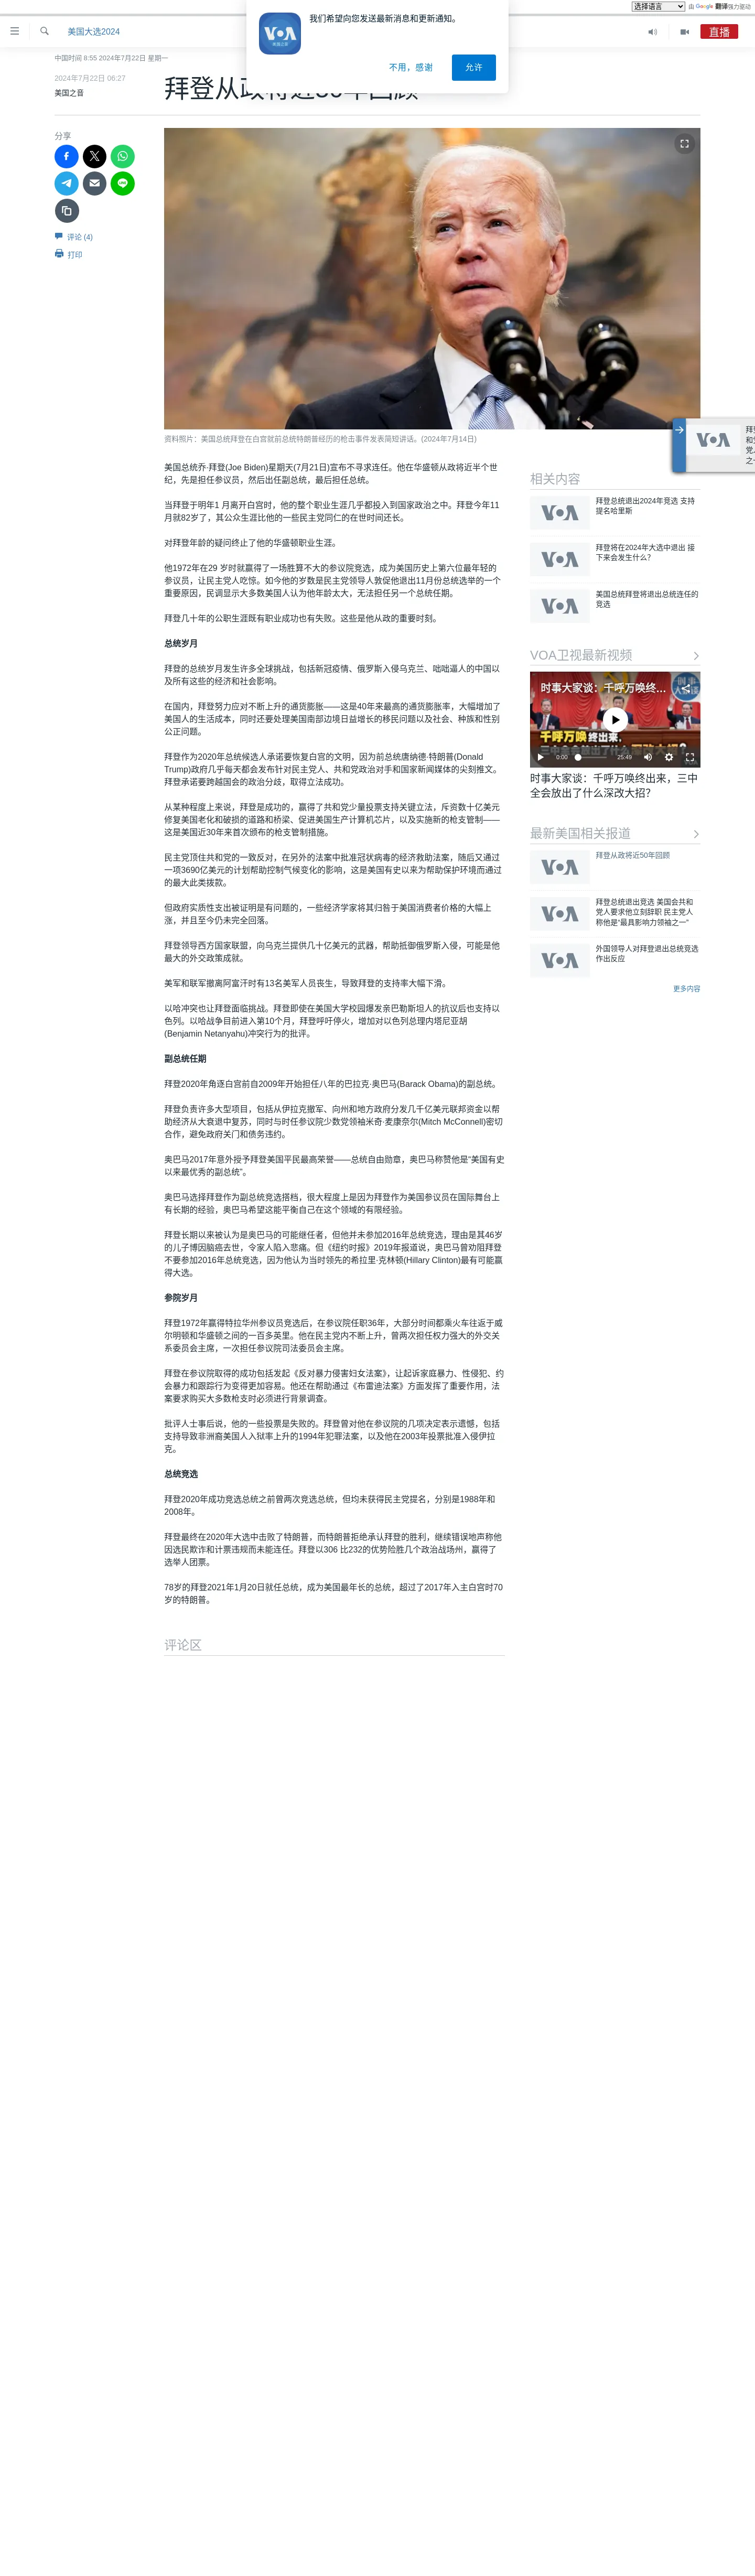 选择语言
由 Google 翻译强力驱动
美国大选2024
直播
我们希望向您发送最新消息和更新通知。
VOA
美国之音
不用，感谢
允许
中国时间 8:55 2024年7月22日 星期一
2024年7月22日 06:27
美国之音
拜登从政将近50年回顾
分享
评论 (4)
打印
资料照片：美国总统拜登在白宫就前总统特朗普经历的枪击事件发表简短讲话。(2024年7月14日)
美国总统乔·拜登(Joe Biden)星期天(7月21日)宣布不寻求连任。他在华盛顿从政将近半个世
纪，先是担任参议员，然后出任副总统，最后担任总统。
当拜登于明年1 月离开白宫时，他的整个职业生涯几乎都投入到国家政治之中。拜登今年11
月就82岁了，其公众生涯比他的一些民主党同仁的在世时间还长。
对拜登年龄的疑问终止了他的华盛顿职业生涯。
他1972年在29 岁时就赢得了一场胜算不大的参议院竞选，成为美国历史上第六位最年轻的
参议员，让民主党人吃惊。如今他的岁数是民主党领导人敦促他退出11月份总统选举的一个
重要原因，民调显示大多数美国人认为他年龄太大，无法担任另一个总统任期。
拜登几十年的公职生涯既有职业成功也有失败。这些是他从政的重要时刻。
总统岁月
拜登的总统岁月发生许多全球挑战，包括新冠疫情、俄罗斯入侵乌克兰、咄咄逼人的中国以
及所有这些的经济和社会影响。
在国内，拜登努力应对不断上升的通货膨胀——这是40年来最高的通货膨胀率，大幅增加了
美国人的生活成本，同时还要处理美国南部边境日益增长的移民问题以及社会、种族和性别
公正问题。
拜登作为2020年总统候选人承诺要恢复白宫的文明，因为前总统唐纳德·特朗普(Donald
Trump)政府几乎每天都会发布针对民主党人、共和党政治对手和国家新闻媒体的尖刻推文。
拜登承诺要跨越国会的政治分歧，取得立法成功。
从某种程度上来说，拜登是成功的，赢得了共和党少量投票支持关键立法，斥资数十亿美元
修复美国老化和破损的道路和桥梁、促进美国生产计算机芯片，以及实施新的枪支管制——
这是美国近30年来首次颁布的枪支管制措施。
民主党顶住共和党的一致反对，在另外的法案中批准冠状病毒的经济救助法案，随后又通过
一项3690亿美元的计划帮助控制气候变化的影响，这是美国有史以来为帮助保护环境而通过
的最大此类拨款。
但政府实质性支出被证明是有问题的，一些经济学家将其归咎于美国消费者价格的大幅上
涨，并且至今仍未完全回落。
拜登领导西方国家联盟，向乌克兰提供几十亿美元的武器，帮助抵御俄罗斯入侵，可能是他
最大的外交政策成就。
美军和联军撤离阿富汗时有13名美军人员丧生，导致拜登的支持率大幅下滑。
以哈冲突也让拜登面临挑战。拜登即使在美国大学校园爆发亲巴勒斯坦人的抗议后也支持以
色列。以哈战争目前进入第10个月，拜登呼吁停火，增加对以色列总理内塔尼亚胡
(Benjamin Netanyahu)冲突行为的批评。
副总统任期
拜登2020年角逐白宫前自2009年开始担任八年的巴拉克·奥巴马(Barack Obama)的副总统。
拜登负责许多大型项目，包括从伊拉克撤军、向州和地方政府分发几千亿美元联邦资金以帮
助经济从大衰退中复苏，同时与时任参议院少数党领袖米奇·麦康奈尔(Mitch McConnell)密切
合作，避免政府关门和债务违约。
奥巴马2017年意外授予拜登美国平民最高荣誉——总统自由勋章，奥巴马称赞他是"美国有史
以来最优秀的副总统"。
奥巴马选择拜登作为副总统竞选搭档，很大程度上是因为拜登作为美国参议员在国际舞台上
有长期的经验，奥巴马希望这能平衡自己在这个领域的有限经验。
拜登长期以来被认为是奥巴马的可能继任者，但他并未参加2016年总统竞选，理由是其46岁
的儿子博因脑癌去世，令家人陷入悲痛。但《纽约时报》2019年报道说，奥巴马曾劝阻拜登
不要参加2016年总统竞选，因为他认为当时领先的希拉里·克林顿(Hillary Clinton)最有可能赢
得大选。
参院岁月
拜登1972年赢得特拉华州参议员竞选后，在参议院任职36年，大部分时间都乘火车往返于威
尔明顿和华盛顿之间的一百多英里。他在民主党内不断上升，曾两次担任权力强大的外交关
系委员会主席，一次担任参议院司法委员会主席。
拜登在参议院取得的成功包括发起《反对暴力侵害妇女法案》，让起诉家庭暴力、性侵犯、约
会暴力和跟踪行为变得更加容易。他还在帮助通过《布雷迪法案》方面发挥了重要作用，法
案要求购买大多数枪支时必须进行背景调查。
批评人士事后说，他的一些投票是失败的。拜登曾对他在参议院的几项决定表示遗憾，包括
支持导致非洲裔美国人入狱率上升的1994年犯罪法案，以及他在2003年投票批准入侵伊拉
克。
总统竞选
拜登2020年成功竞选总统之前曾两次竞选总统，但均未获得民主党提名，分别是1988年和
2008年。
拜登最终在2020年大选中击败了特朗普，而特朗普拒绝承认拜登的胜利，继续错误地声称他
因选民欺诈和计票违规而未能连任。拜登以306 比232的优势险胜几个政治战场州，赢得了
选举人团票。
78岁的拜登2021年1月20日就任总统，成为美国最年长的总统，超过了2017年入主白宫时70
岁的特朗普。
评论区
相关内容
VOA
拜登总统退出2024年竞选 支持
提名哈里斯
VOA
拜登将在2024年大选中退出 接
下来会发生什么？
VOA
美国总统拜登将退出总统连任的
竞选
VOA卫视最新视频
时事大家谈：千呼万唤终...
千呼万唤终出来，
0:00
25:49
时事大家谈：千呼万唤终出来，三中
全会放出了什么深改大招？
最新美国相关报道
VOA
拜登从政将近50年回顾
VOA
拜登总统退出竞选 美国会共和
党人要求他立刻辞职 民主党人
称他是“最具影响力领袖之一”
VOA
外国领导人对拜登退出总统竞选
作出反应
更多内容
VOA